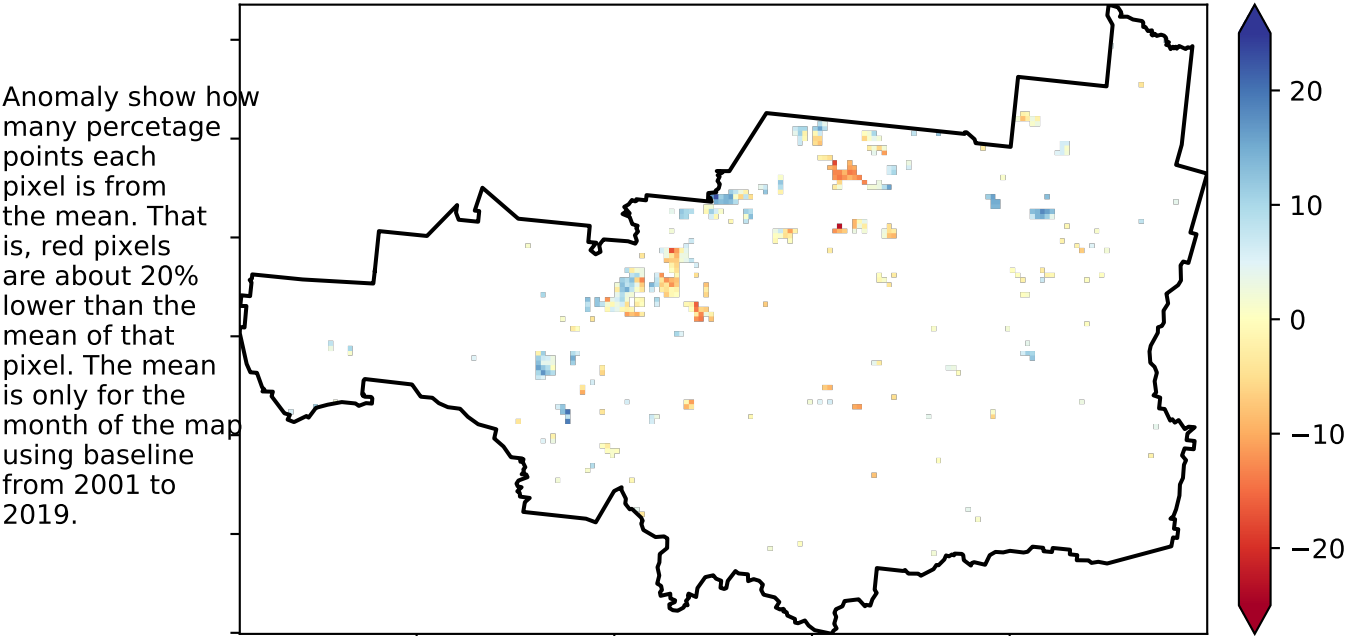 Anomaly show how
many percetage
points each
pixel is from
the mean. That
is, red pixels
are about 20%
lower than the
mean of that
pixel. The mean
is only for the
month of the map
using baseline
from 2001 to
2019.
20
10
0
−10
−20